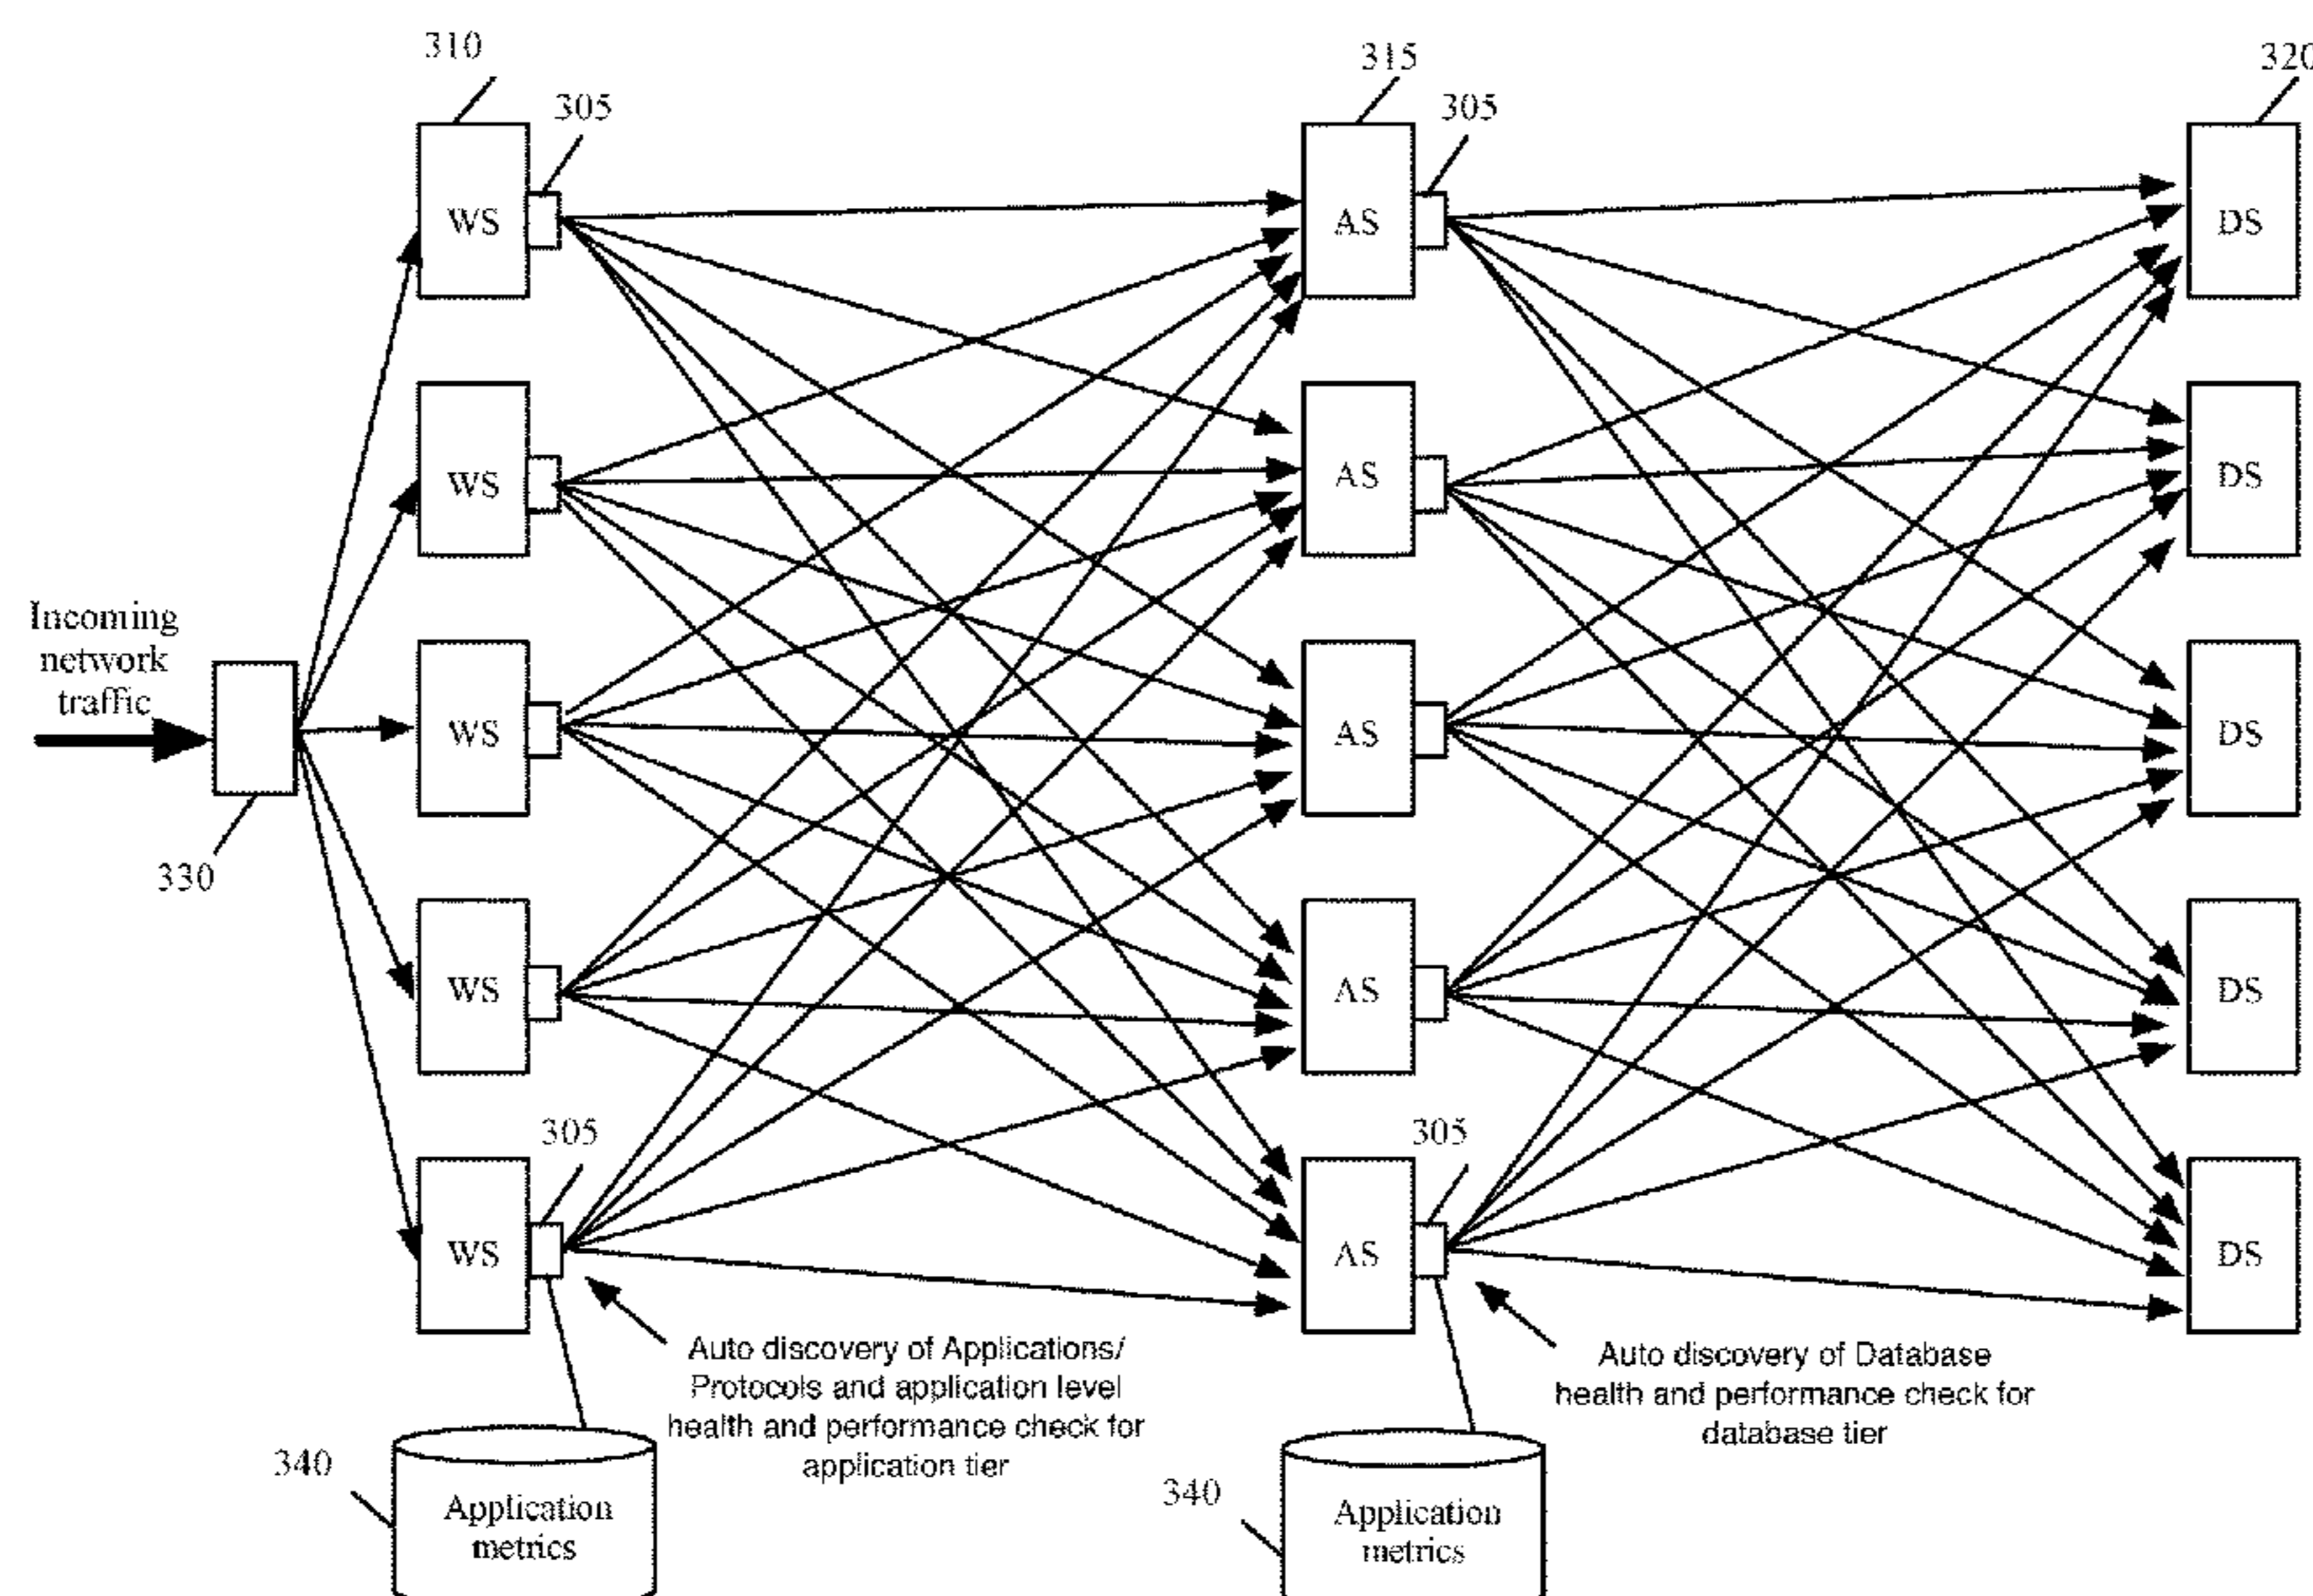 310
315
320
305
305
WS
AS
DS
WS
AS
DS
Incoming
network
traffic
WS
AS
DS
330
WS
AS
DS
305
305
WS
AS
DS
Auto discovery of Applications/
Protocols and application level
health and performance check for
application tier
Auto discovery of Database
health and performance check for
database tier
340
Application
metrics
340
Application
metrics